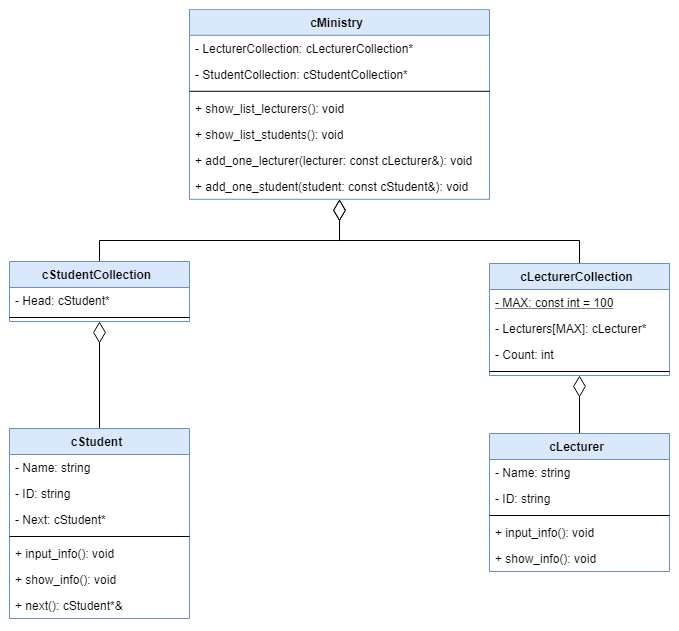 cMinistry
- LecturerCollection: cLecturerCollection*
- StudentCollection: cStudentCollection*
+ show_list_lecturers(): void
+ show_list_students(): void
+ add_one_lecturer(lecturer: const cLecturer&): void
+ add_one_student(student: const cStudent&): void
cStudentCollection
- Head: cStudent*
cLecturerCollection
- MAX: const int = 100
- Lecturers[MAX]: cLecturer*
- Count: int
cStudent
- Name: string
- ID: string
- Next: cStudent*
+ input_info(): void
+ show_info(): void
+ next(): cStudent*&
cLecturer
- Name: string
- ID: string
+ input_info(): void
+ show_info(): void